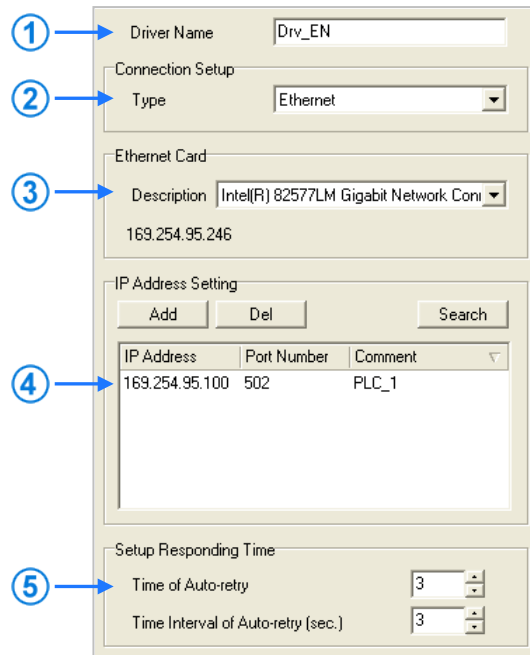 1 Driver Name Drv_EN
Connection Setup
2 Type Ethernet
Ethernet Card
3 Description Intel(R) 82577LM Gigabit Network Conn
169.254.95.246
IP Address Setting
Add Del Search
IP Address Port Number Comment
4 169.254.95.100 502 PLC_1
Setup Responding Time
5 Time of Auto-retry 3
Time Interval of Auto-retry (sec.) 3